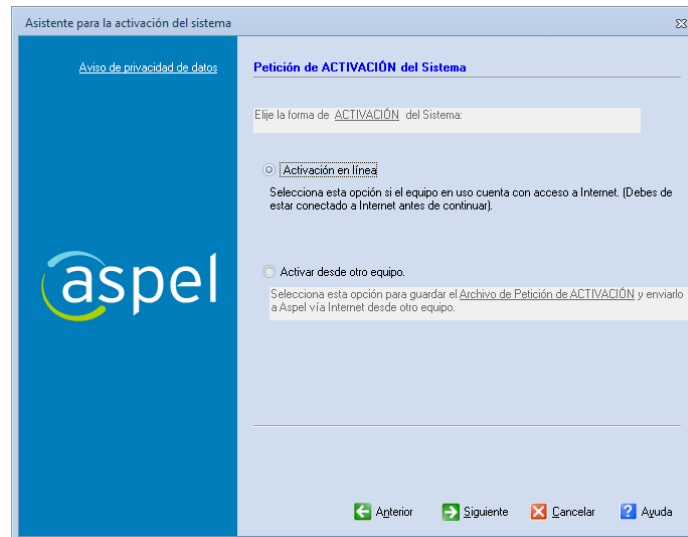 Asistente para la activación del sistema
Aviso de privacidad de datos
Petición de ACTIVACIÓN del Sistema
Elije la forma de ACTIVACIÓN del Sistema:
Activación en línea
Selecciona esta opción si el equipo en uso cuenta con acceso a Internet. (Debes de
estar conectado a Internet antes de continuar).
aspel
Activar desde otro equipo.
Selecciona esta opción para guardar el Archivo de Petición de ACTIVACIÓN y enviarlo
a Aspel vía Internet desde otro equipo.
Anterior
Siguiente
Cancelar
Ayuda